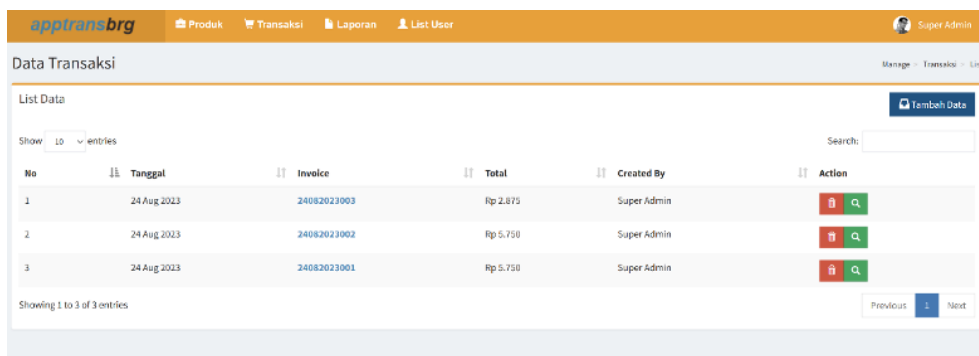 apptransbrg Produk Transaksi Laporan List User Super Admin
Data Transaksi Manage Transaksi
List Data Tambah Data
Show 10 entries Search:
No Tanggal Invoice Total Created By Action
1 24 Aug 2023 24082023003 Rp 2.875 Super Admin
2 24 Aug 2023 24082023002 Rp 5.750 Super Admin
3 24 Aug 2023 24082023001 Rp 5.750 Super Admin
Showing 1 to 3 of 3 entries Previous 1 Next